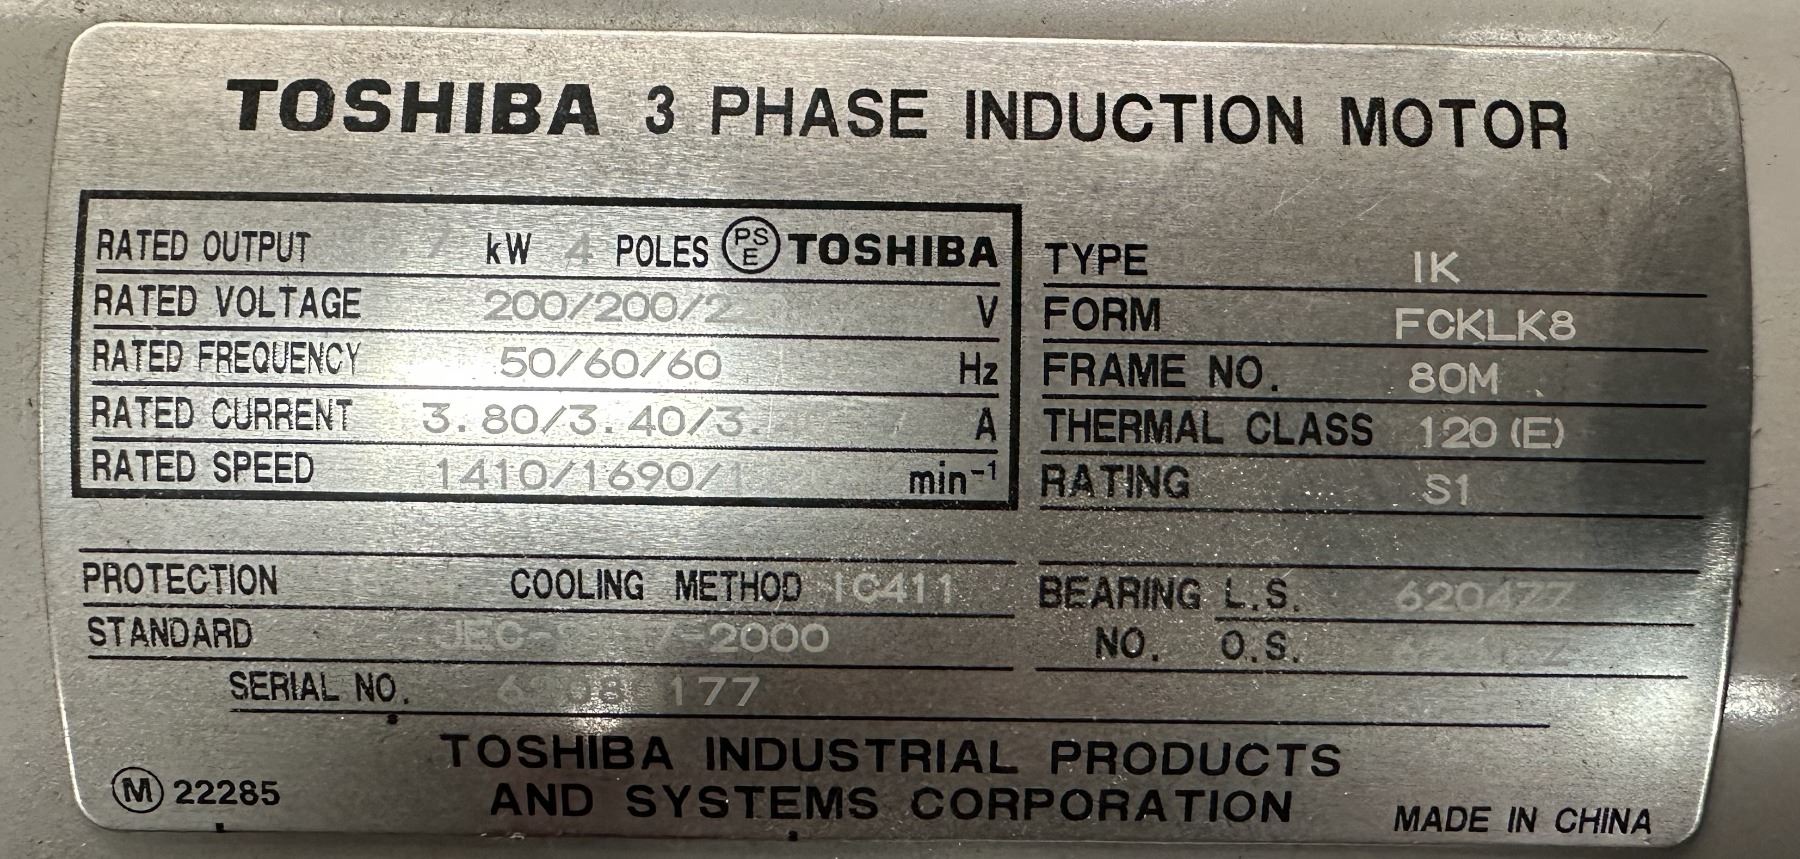 TOSHIBA 3 PHASE INDUCTION MOTOR
RATED OUTPUT kW 4 POLES PSE TOSHIBA
RATED VOLTAGE 200/200/2 V
RATED FREQUENCY 50/60/60 Hz
RATED CURRENT 3.80/3.40/3. A
RATED SPEED 1410/1690/1 min-1
TYPE IK
FORM FCKLK8
FRAME NO. 80M
THERMAL CLASS 120(E)
RATING S1
PROTECTION COOLING METHOD IC411
STANDARD
SERIAL NO.
BEARING L.S. 6204ZZ
NO. O.S.
TOSHIBA INDUSTRIAL PRODUCTS
AND SYSTEMS CORPORATION
M 22285
MADE IN CHINA